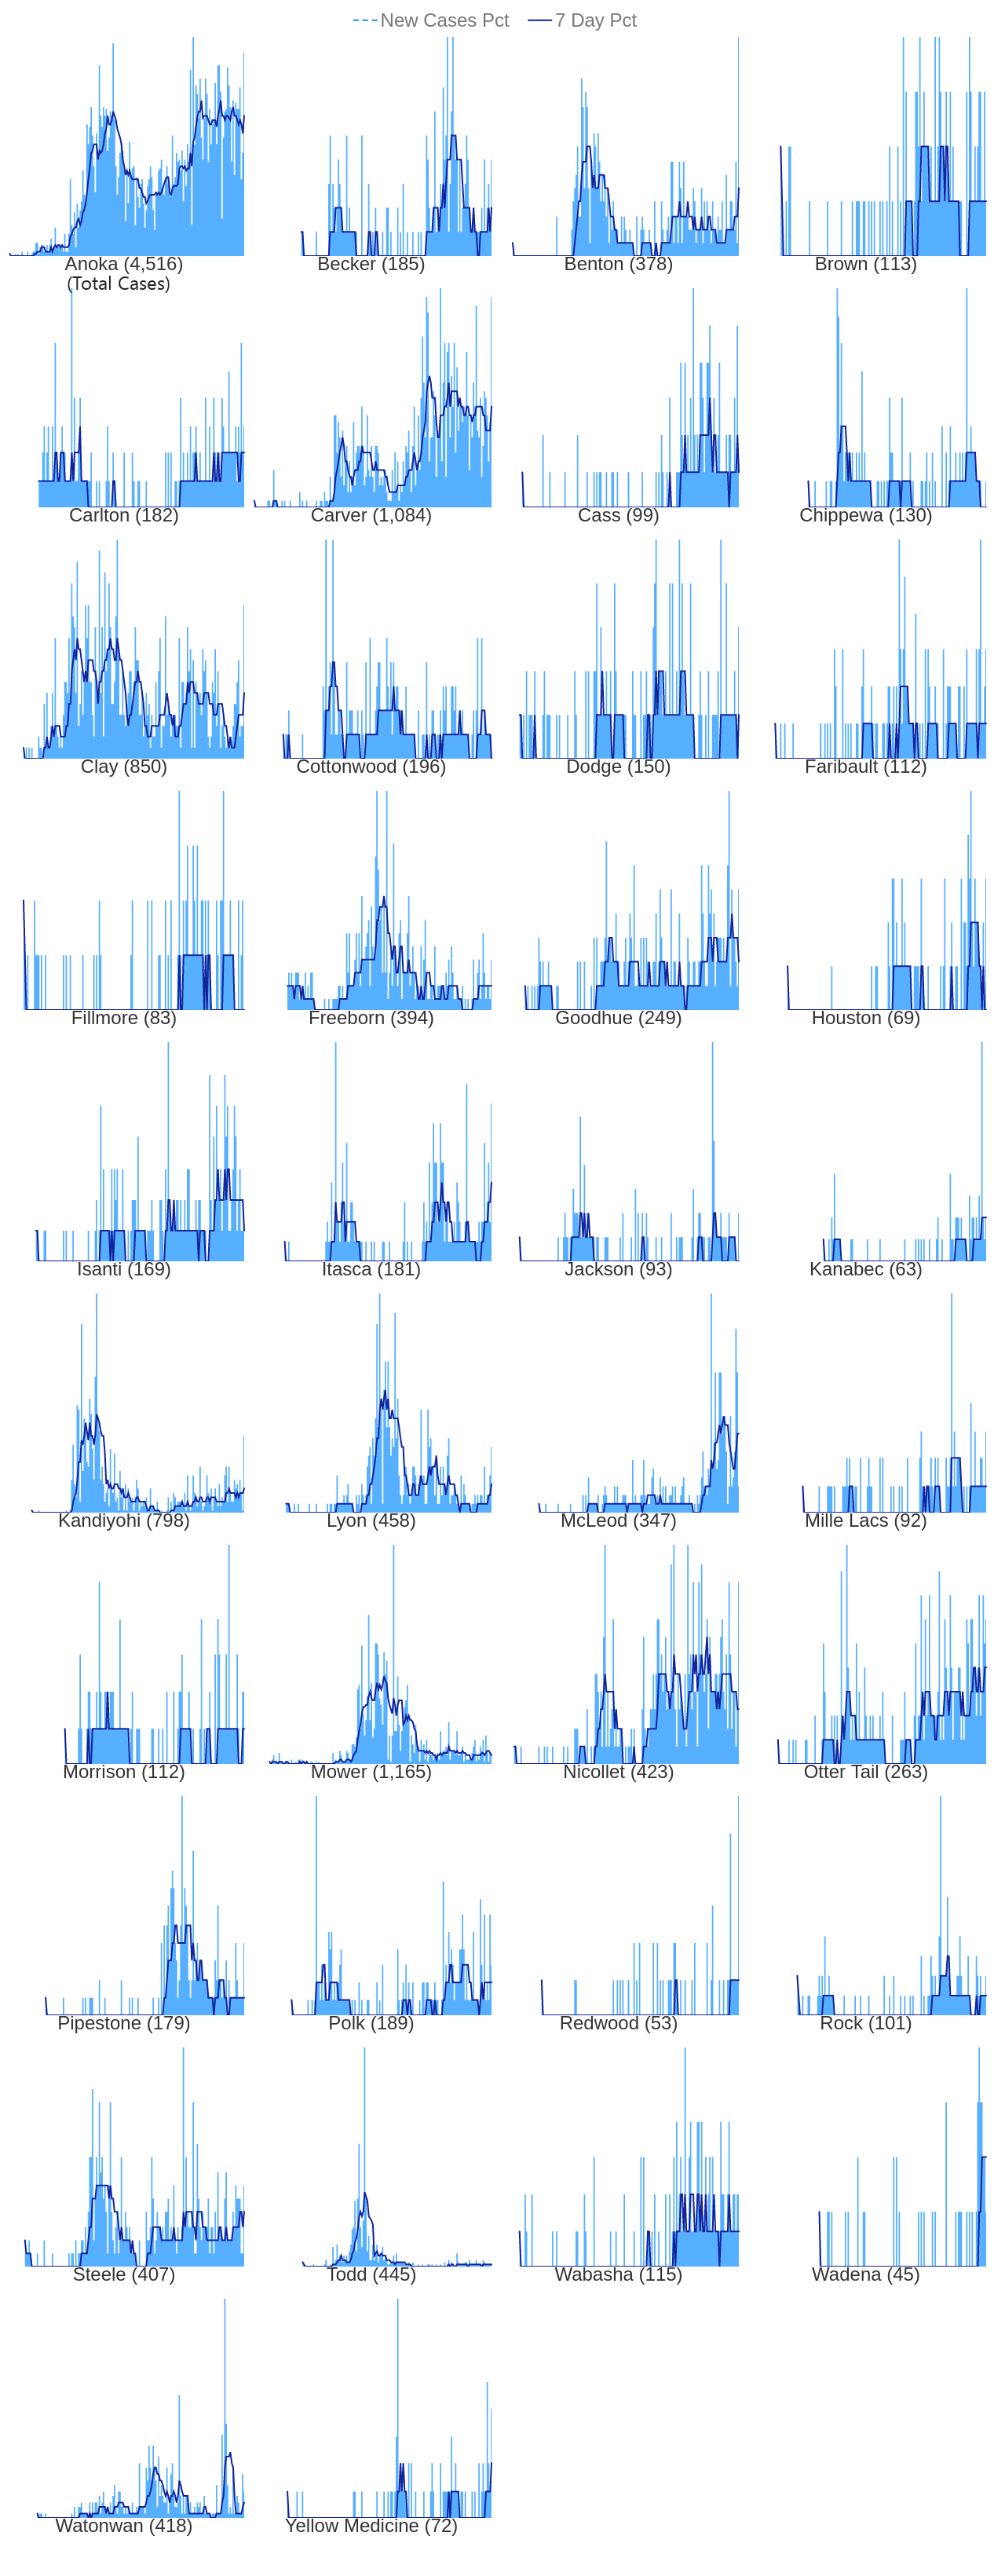 New Cases Pct 7 Day Pct
Anoka (4,516) Becker (185) Benton (378) Brown (113)
(Total Cases)
Carlton (182) Carver (1,084) Cass (99) Chippewa (130)
Clay (850) Cottonwood (196) Dodge (150) Faribault (112)
Fillmore (83) Freeborn (394) Goodhue (249) Houston (69)
Isanti (169) Itasca (181) Jackson (93) Kanabec (63)
Kandiyohi (798) Lyon (458) McLeod (347) Mille Lacs (92)
Morrison (112) Mower (1,165) Nicollet (423) Otter Tail (263)
Pipestone (179) Polk (189) Redwood (53) Rock (101)
Steele (407) Todd (445) Wabasha (115) Wadena (45)
Watonwan (418) Yellow Medicine (72)